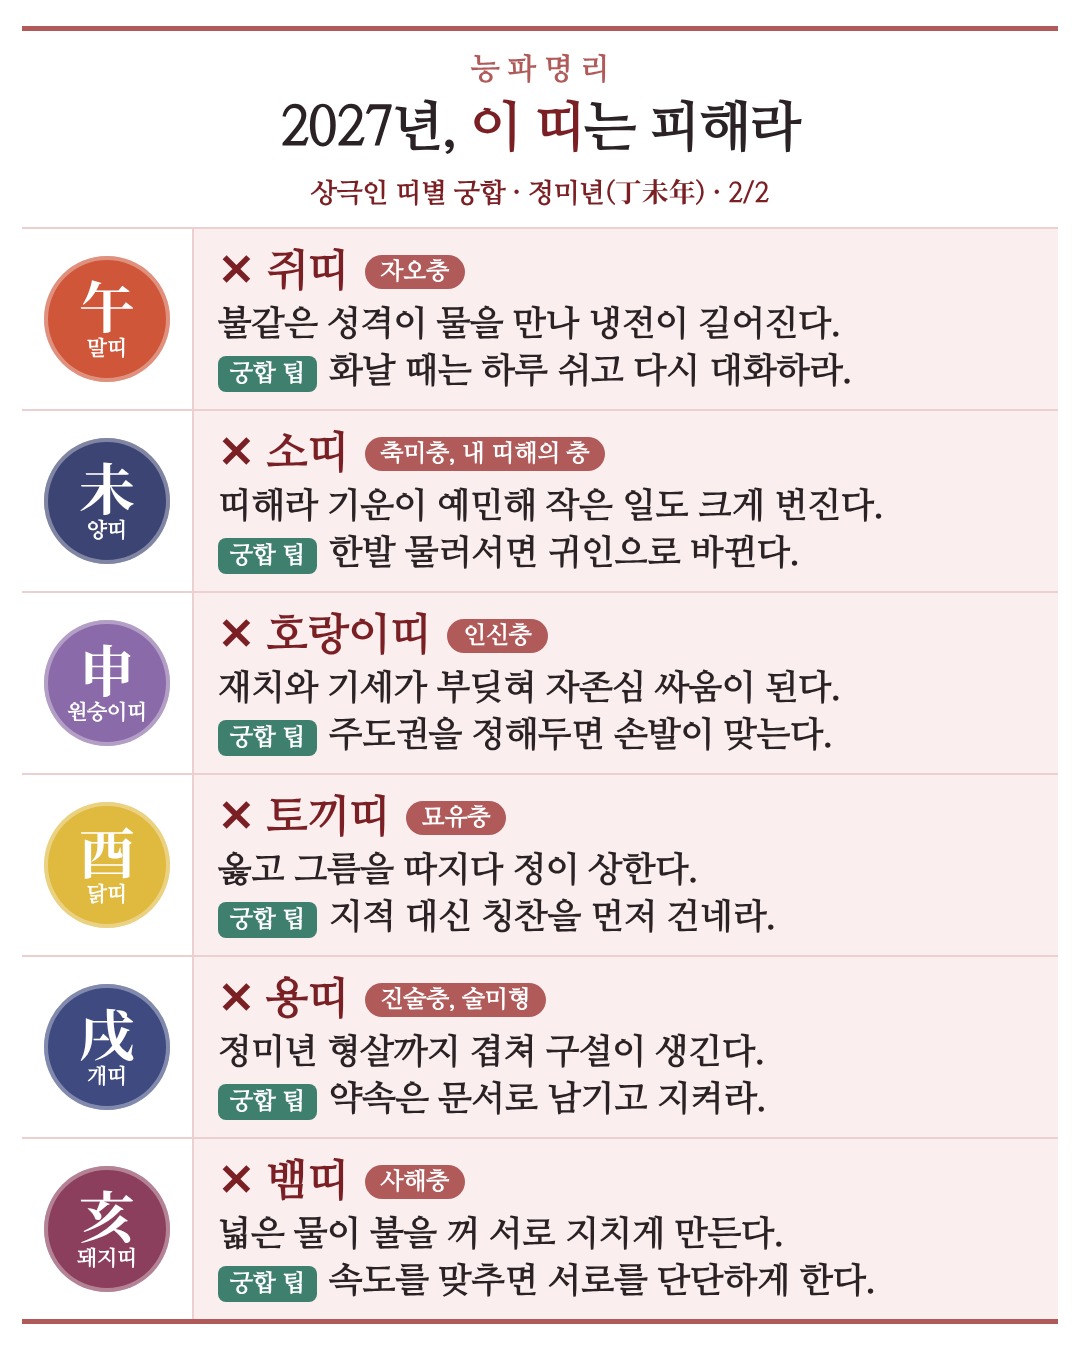 능파명리
2027년, 이 띠는 피해라
상극인 띠별 궁합 · 정미년(丁未年) · 2/2
午
말띠
✕ 쥐띠 자오충
불같은 성격이 물을 만나 냉전이 길어진다.
궁합 팁 화날 때는 하루 쉬고 다시 대화하라.
未
양띠
✕ 소띠 축미충, 내 띠해의 충
띠해라 기운이 예민해 작은 일도 크게 번진다.
궁합 팁 한발 물러서면 귀인으로 바뀐다.
申
원숭이띠
✕ 호랑이띠 인신충
재치와 기세가 부딪혀 자존심 싸움이 된다.
궁합 팁 주도권을 정해두면 손발이 맞는다.
酉
닭띠
✕ 토끼띠 묘유충
옳고 그름을 따지다 정이 상한다.
궁합 팁 지적 대신 칭찬을 먼저 건네라.
戌
개띠
✕ 용띠 진술충, 술미형
정미년 형살까지 겹쳐 구설이 생긴다.
궁합 팁 약속은 문서로 남기고 지켜라.
亥
돼지띠
✕ 뱀띠 사해충
넓은 물이 불을 꺼 서로 지치게 만든다.
궁합 팁 속도를 맞추면 서로를 단단하게 한다.